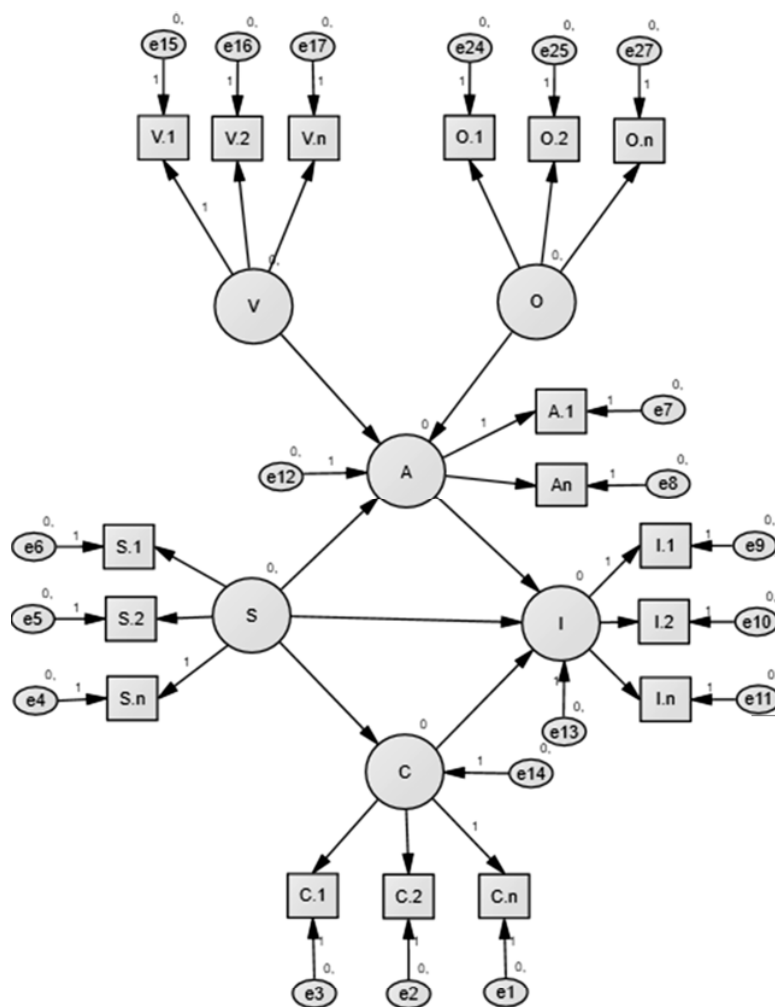 0, 0, 0, 0, 0, 0,
e15 e16 e17 e24 e25 e27
1 1 1 1 1 1
V.1 V.2 V.n O.1 O.2 O.n
1
0, 0,
V O
0,
A.1 1 e7
0 1
0,
e12 1 A An 1 e8
0,
0,
e6 1 S.1 0, 0 I.1 1 e9
1
0, 0,
e5 1 S.2 S I I.2 1 e10
0, 1 0,
e4 1 S.n 1 I.n 1 e11
0,
0 e13
0,
C 1 e14
1
C.1 C.2 C.n
1 1 1
0, 0, 0,
e3 e2 e1